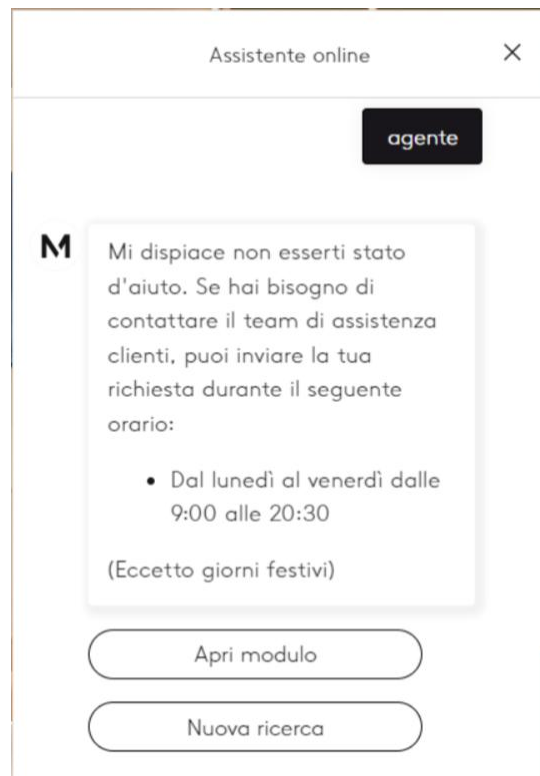 Assistente online
agente
M
Mi dispiace non esserti stato
d'aiuto. Se hai bisogno di
contattare il team di assistenza
clienti, puoi inviare la tua
richiesta durante il seguente
orario:
• Dal lunedì al venerdì dalle
9:00 alle 20:30
(Eccetto giorni festivi)
Apri modulo
Nuova ricerca